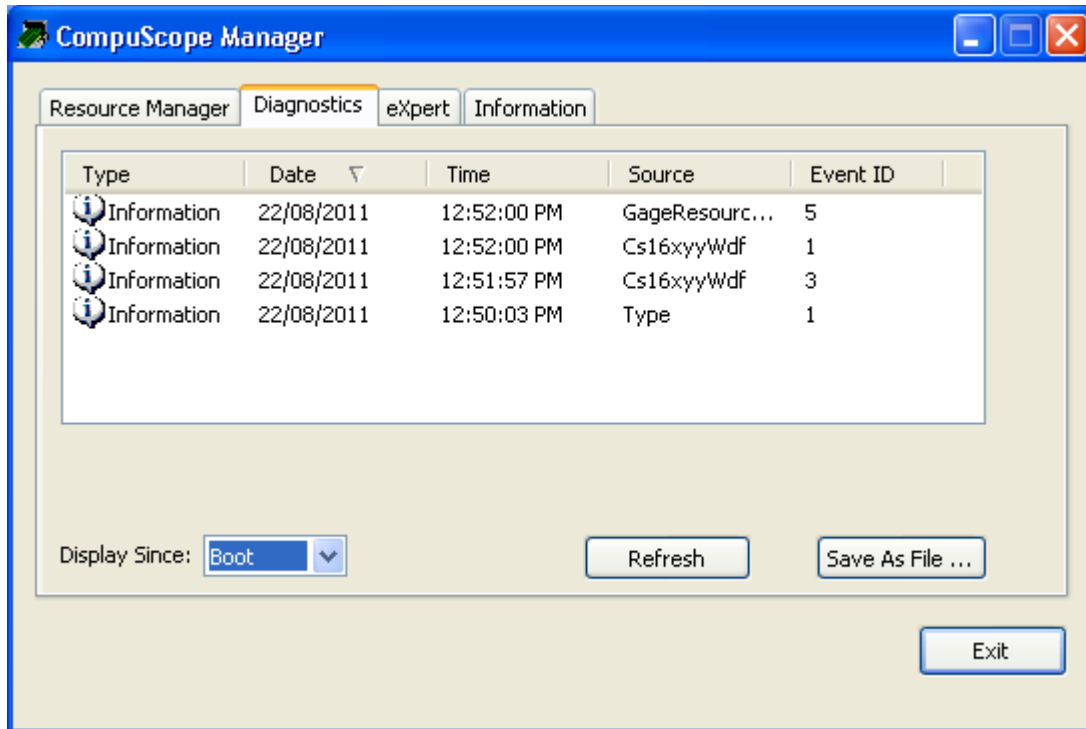 CompuScope Manager
Resource Manager Diagnostics eXpert Information
Type Date Time Source Event ID
Information 22/08/2011 12:52:00 PM GageResourc... 5
Information 22/08/2011 12:52:00 PM Cs16xyyWdf 1
Information 22/08/2011 12:51:57 PM Cs16xyyWdf 3
Information 22/08/2011 12:50:03 PM Type 1
Display Since: Boot Refresh Save As File ...
Exit